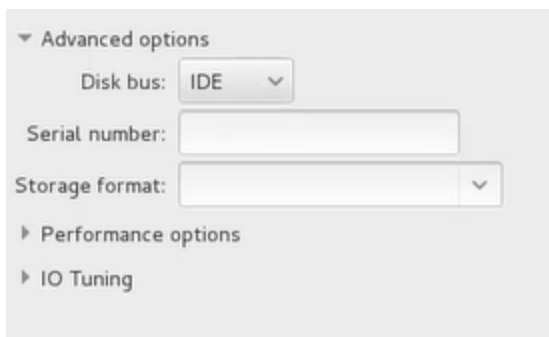 Advanced options
Disk bus: IDE
Serial number:
Storage format:
Performance options
IO Tuning